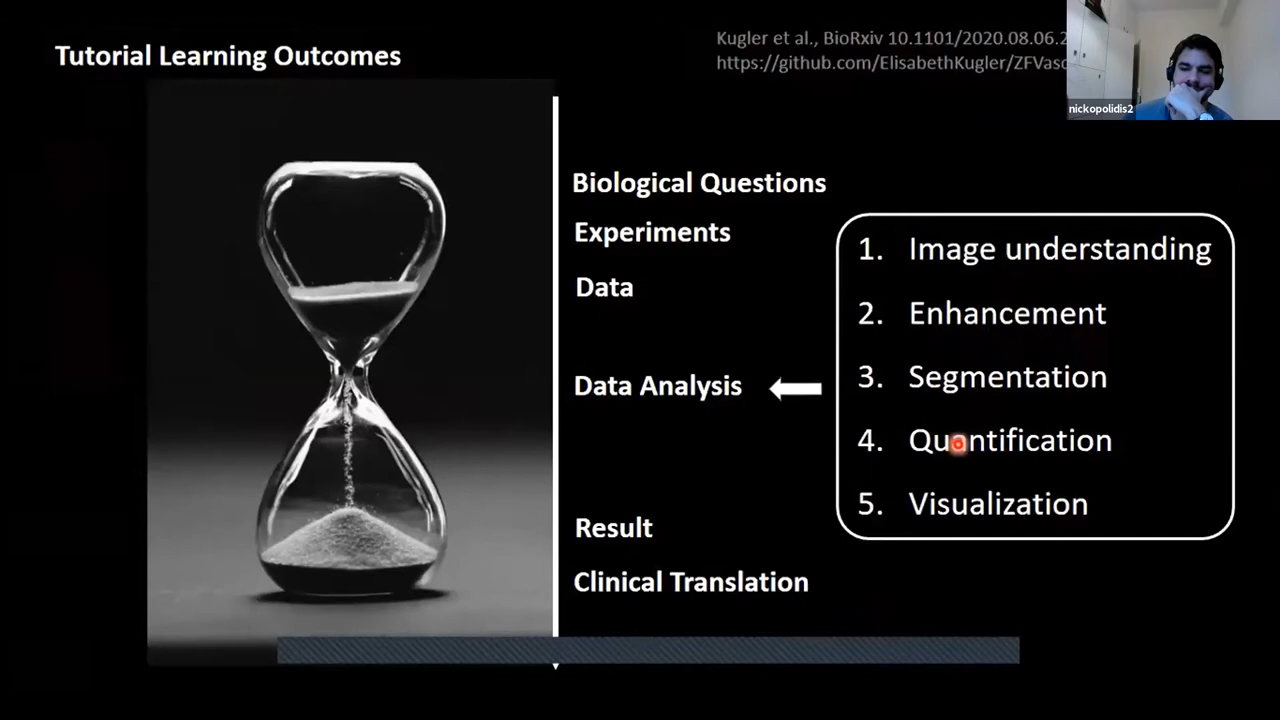 Tutorial Learning Outcomes
Kugler et al., BioRxiv 10.1101/2020.08.06.2
https://github.com/ElisabethKugler/ZFVasc
nickopolidis2
Biological Questions
Experiments
Data
Data Analysis
1. Image understanding
2. Enhancement
3. Segmentation
4. Quantification
5. Visualization
Result
Clinical Translation